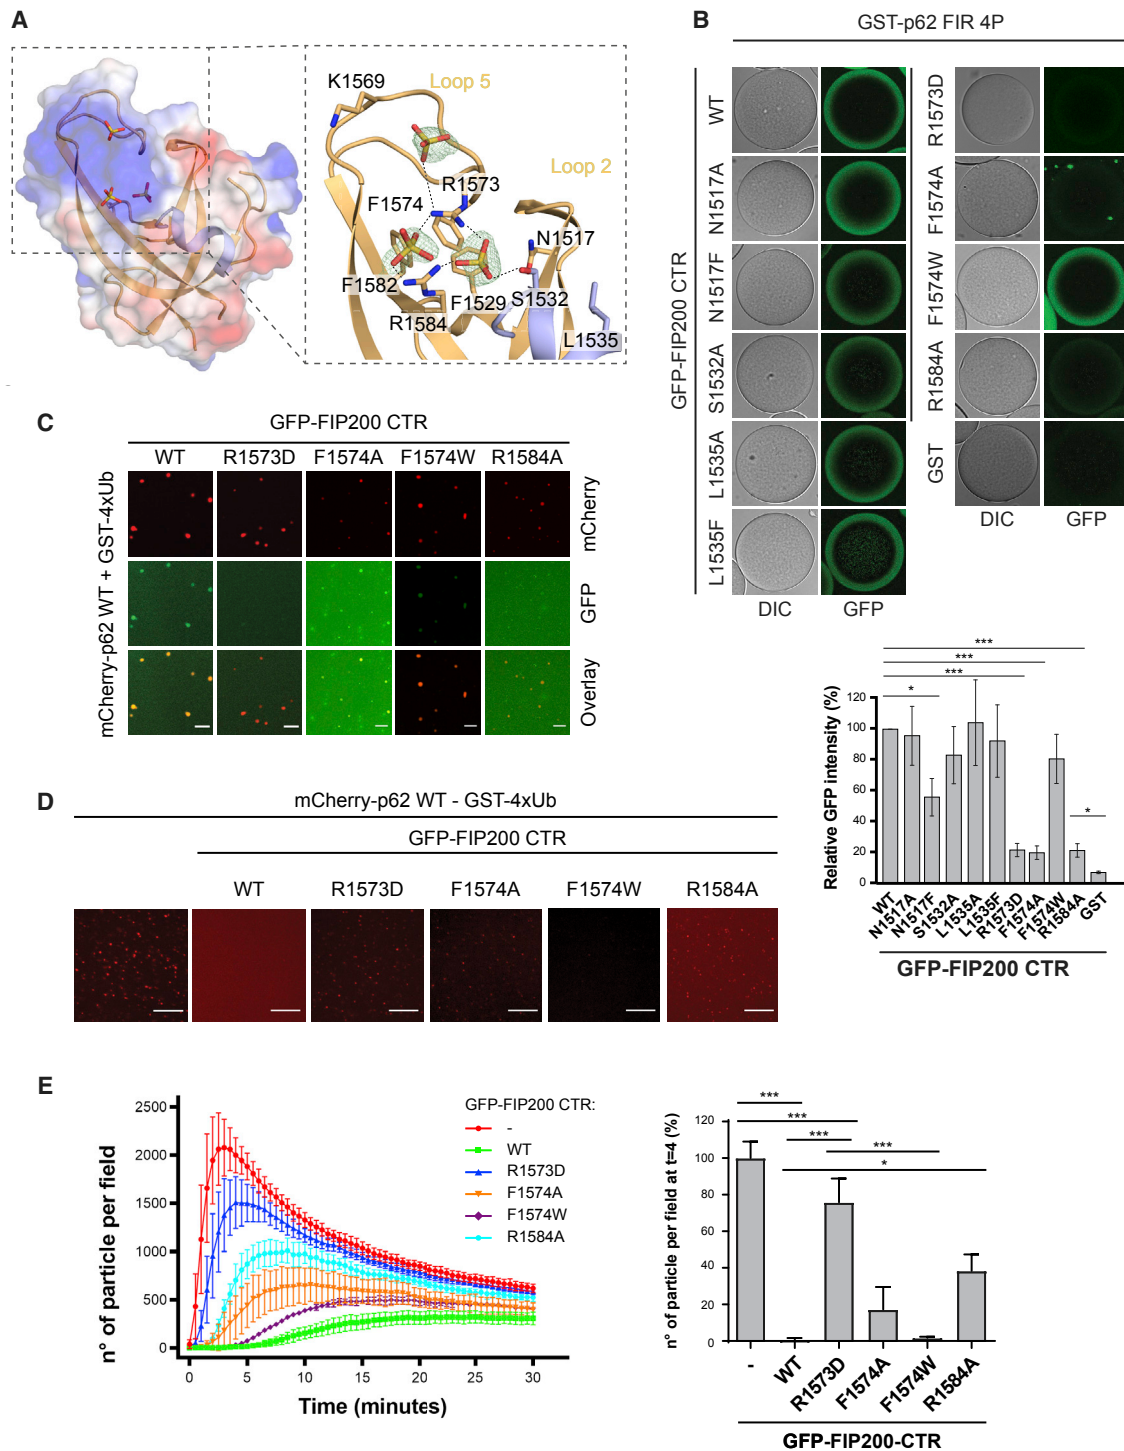 A
K1569
Loop 5
Loop 2
R1573
F1574
N1517
F1582
F1529
S1532
R1584
L1535
B
GST-p62 FIR 4P
GFP-FIP200 CTR
WT
N1517A
N1517F
S1532A
L1535A
L1535F
R1573D
F1574A
F1574W
R1584A
GST
DIC
GFP
DIC
GFP
***
***
***
*
*
120
100
80
60
40
20
0
Relative GFP intensity (%)
WT
N1517A
N1517F
S1532A
L1535A
L1535F
R1573D
F1574A
F1574W
R1584A
GST
GFP-FIP200 CTR
C
GFP-FIP200 CTR
WT
R1573D
F1574A
F1574W
R1584A
mCherry-p62 WT + GST-4xUb
mCherry
GFP
Overlay
D
mCherry-p62 WT - GST-4xUb
GFP-FIP200 CTR
WT
R1573D
F1574A
F1574W
R1584A
E
2500
2000
1500
1000
500
0
n° of particle per field
0
5
10
15
20
25
30
Time (minutes)
GFP-FIP200 CTR:
-
WT
R1573D
F1574A
F1574W
R1584A
***
***
***
***
*
120
100
80
60
40
20
0
n° of particle per field at t=4 (%)
-
WT
R1573D
F1574A
F1574W
R1584A
GFP-FIP200-CTR